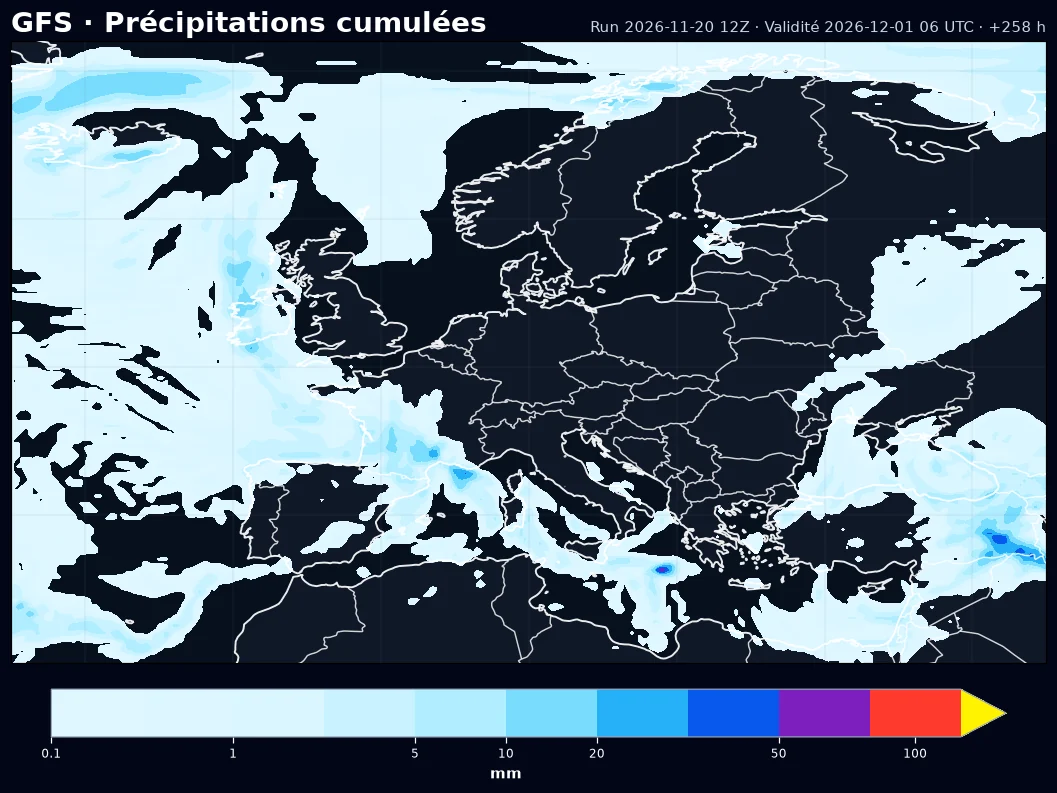 GFS · Précipitations cumulées
Run 2026-11-20 12Z · Validité 2026-12-01 06 UTC · +258 h
0.1 1 5 10 20 50 100
mm